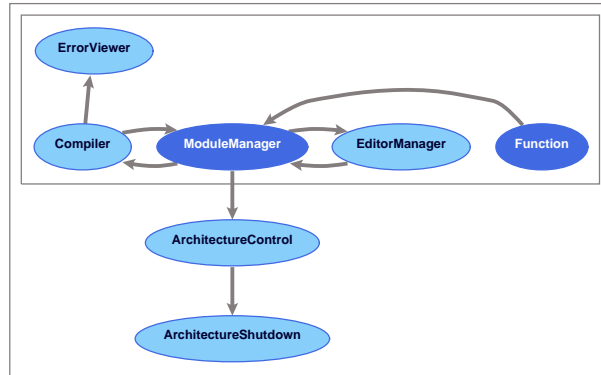 ErrorViewer
Compiler
ModuleManager
EditorManager
Function
ArchitectureControl
ArchitectureShutdown